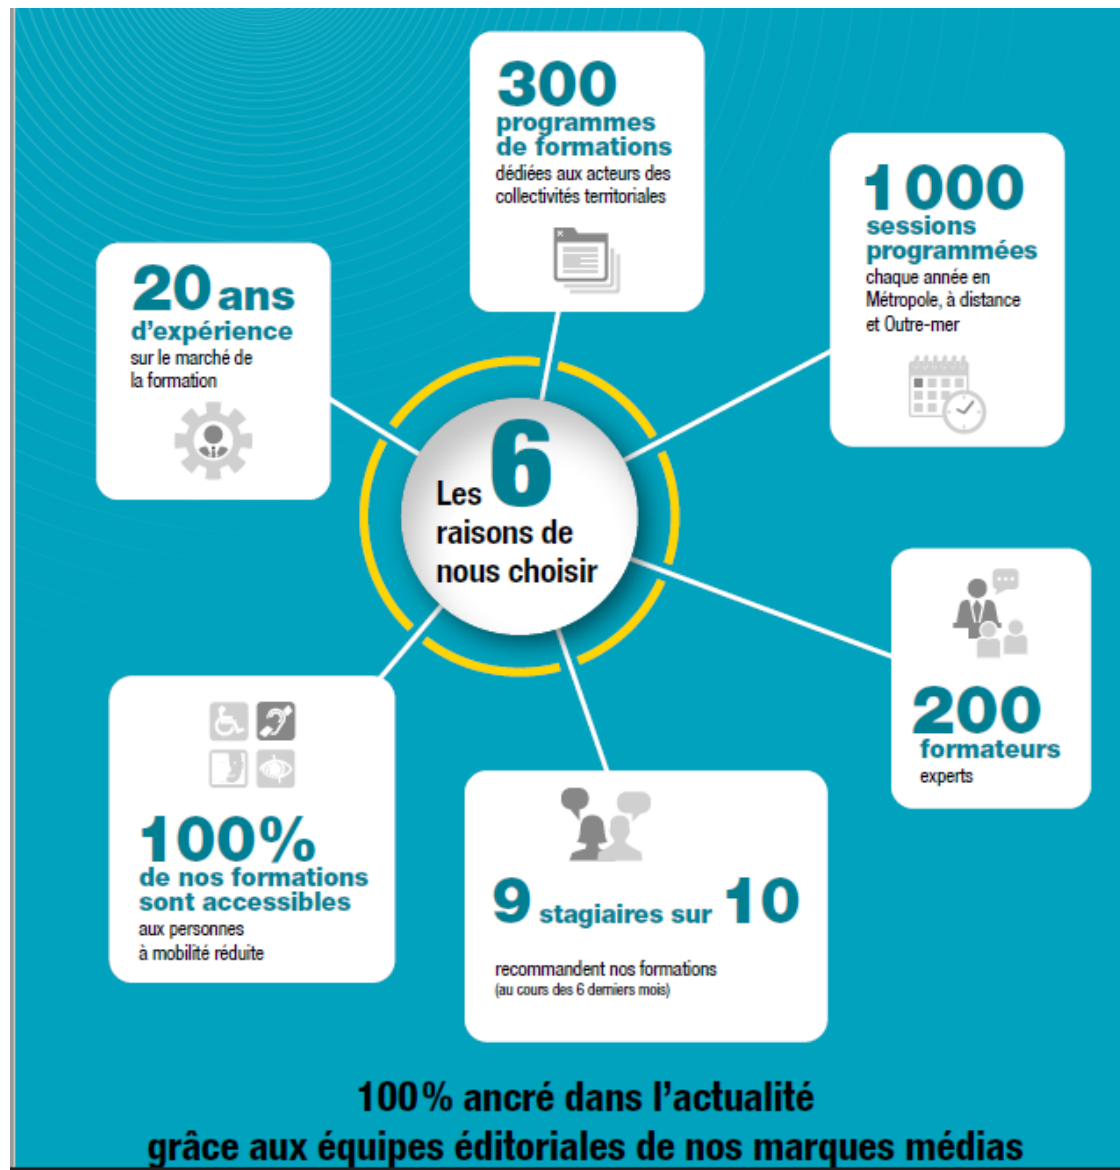 300
programmes
de formations
dédiées aux acteurs des
collectivités territoriales
1 000
sessions
programmées
chaque année en
Métropole, à distance
et Outre-mer
20 ans
d'expérience
sur le marché de
la formation
Les 6
raisons de
nous choisir
200
formateurs
experts
100%
de nos formations
sont accessibles
aux personnes
à mobilité réduite
9 stagiaires sur 10
recommandent nos formations
(au cours des 6 derniers mois)
100% ancré dans l'actualité
grâce aux équipes éditoriales de nos marques médias